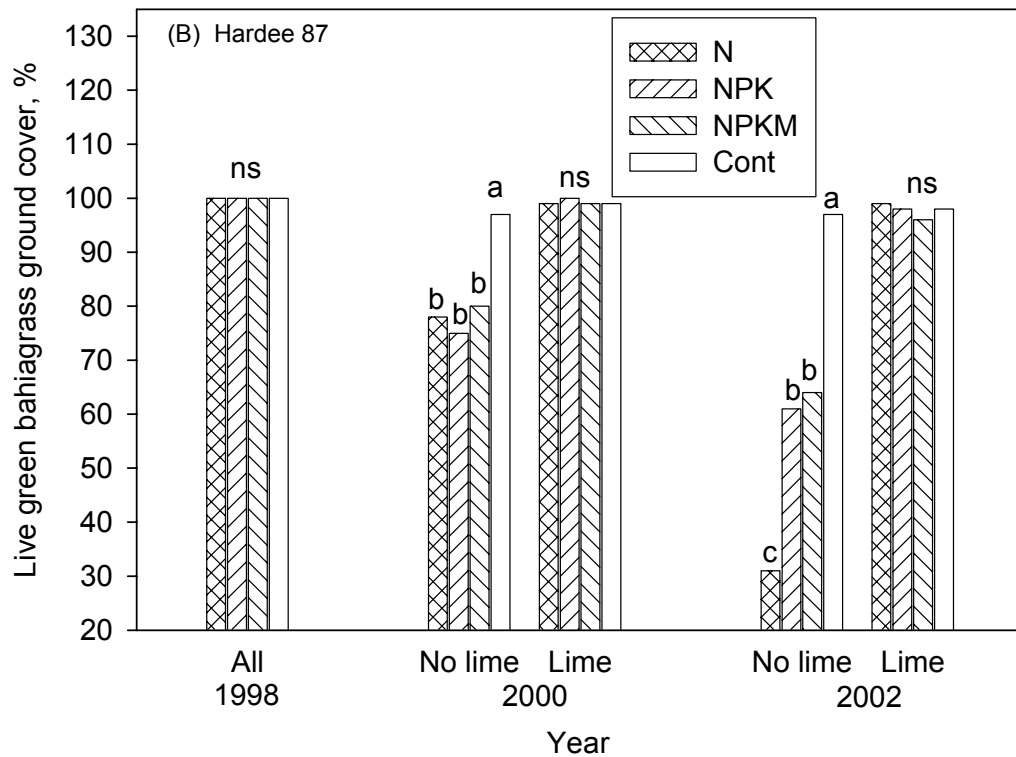 Live green bahiagrass ground cover, %
130
120
110
100
90
80
70
60
50
40
30
20
(B) Hardee 87
N
NPK
NPKM
Cont
ns
b
b
b
a
ns
c
b
b
a
ns
All
No lime
Lime
No lime
Lime
1998
2000
2002
Year